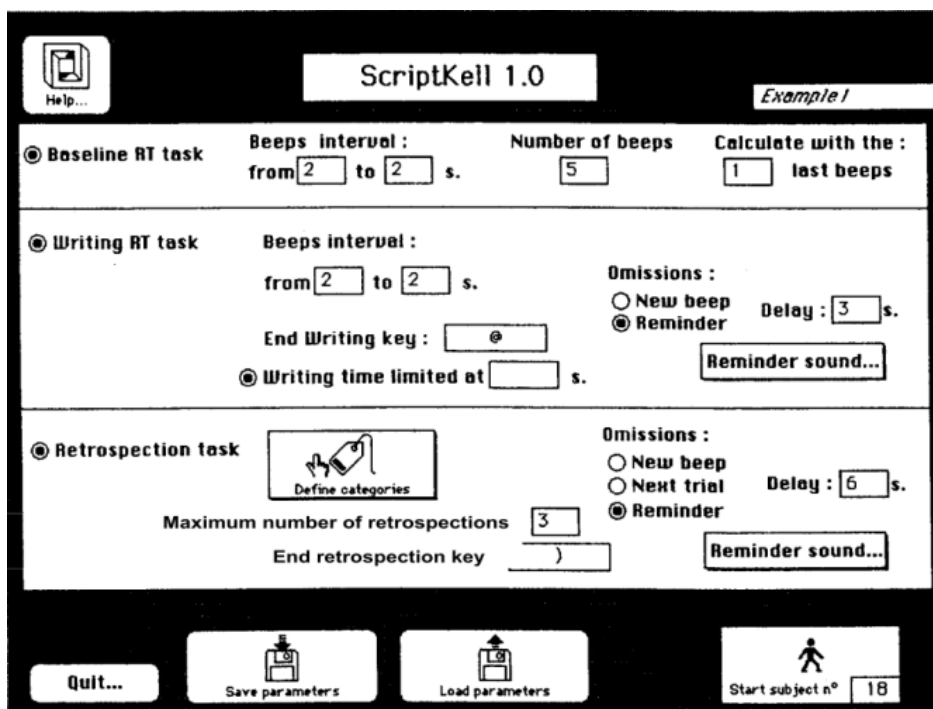 ScriptKell 1.0
Help...
Example 1
Baseline RT task
Beeps interval :
from 2 to 2 s.
Number of beeps
5
Calculate with the :
1 last beeps
Writing RT task
Beeps interval :
from 2 to 2 s.
End Writing key : @
Writing time limited at s.
Omissions :
New beep
Reminder
Delay : 3 s.
Reminder sound...
Retrospection task
Define categories
Maximum number of retrospections 3
End retrospection key )
Omissions :
New beep
Next trial
Reminder
Delay : 6 s.
Reminder sound...
Quit...
Save parameters
Load parameters
Start subject nº 18